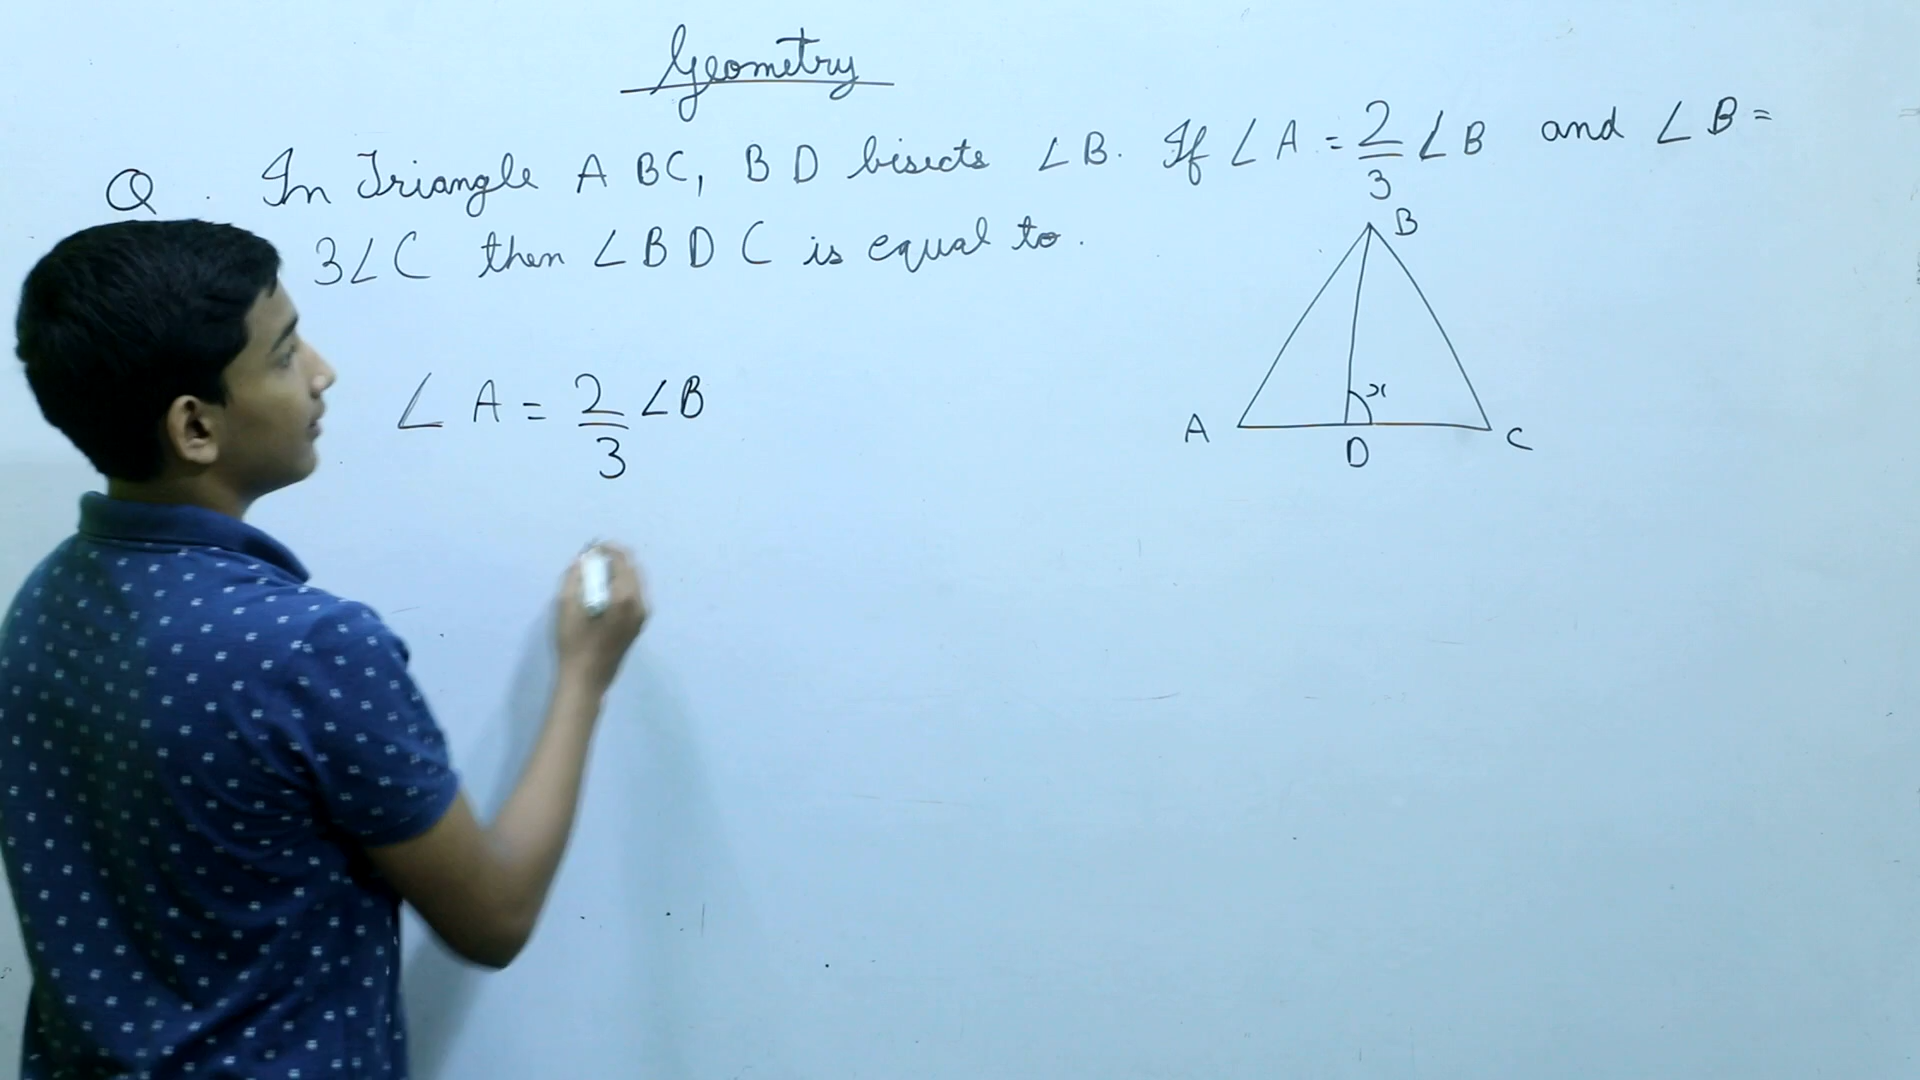 Geometry
Q. In Triangle ABC, BD bisects ∠B. If ∠A = 2/3 ∠B and ∠B =
3∠C then ∠BDC is equal to.
B
∠A = 2/3 ∠B
x
A D C